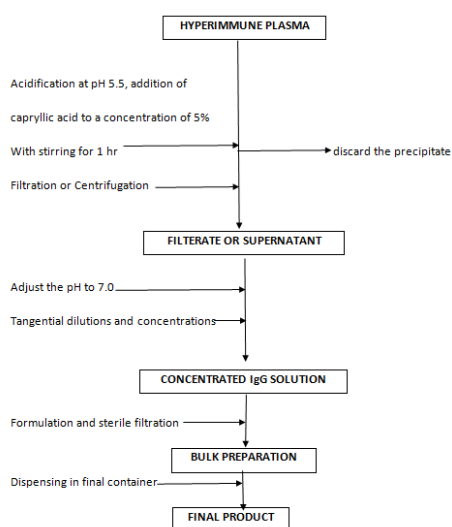 HYPERIMMUNE PLASMA
Acidification at pH 5.5, addition of
capryllic acid to a concentration of 5%
With stirring for 1 hr
discard the precipitate
Filtration or Centrifugation
FILTERATE OR SUPERNATANT
Adjust the pH to 7.0
Tangential dilutions and concentrations
CONCENTRATED IgG SOLUTION
Formulation and sterile filtration
BULK PREPARATION
Dispensing in final container
FINAL PRODUCT